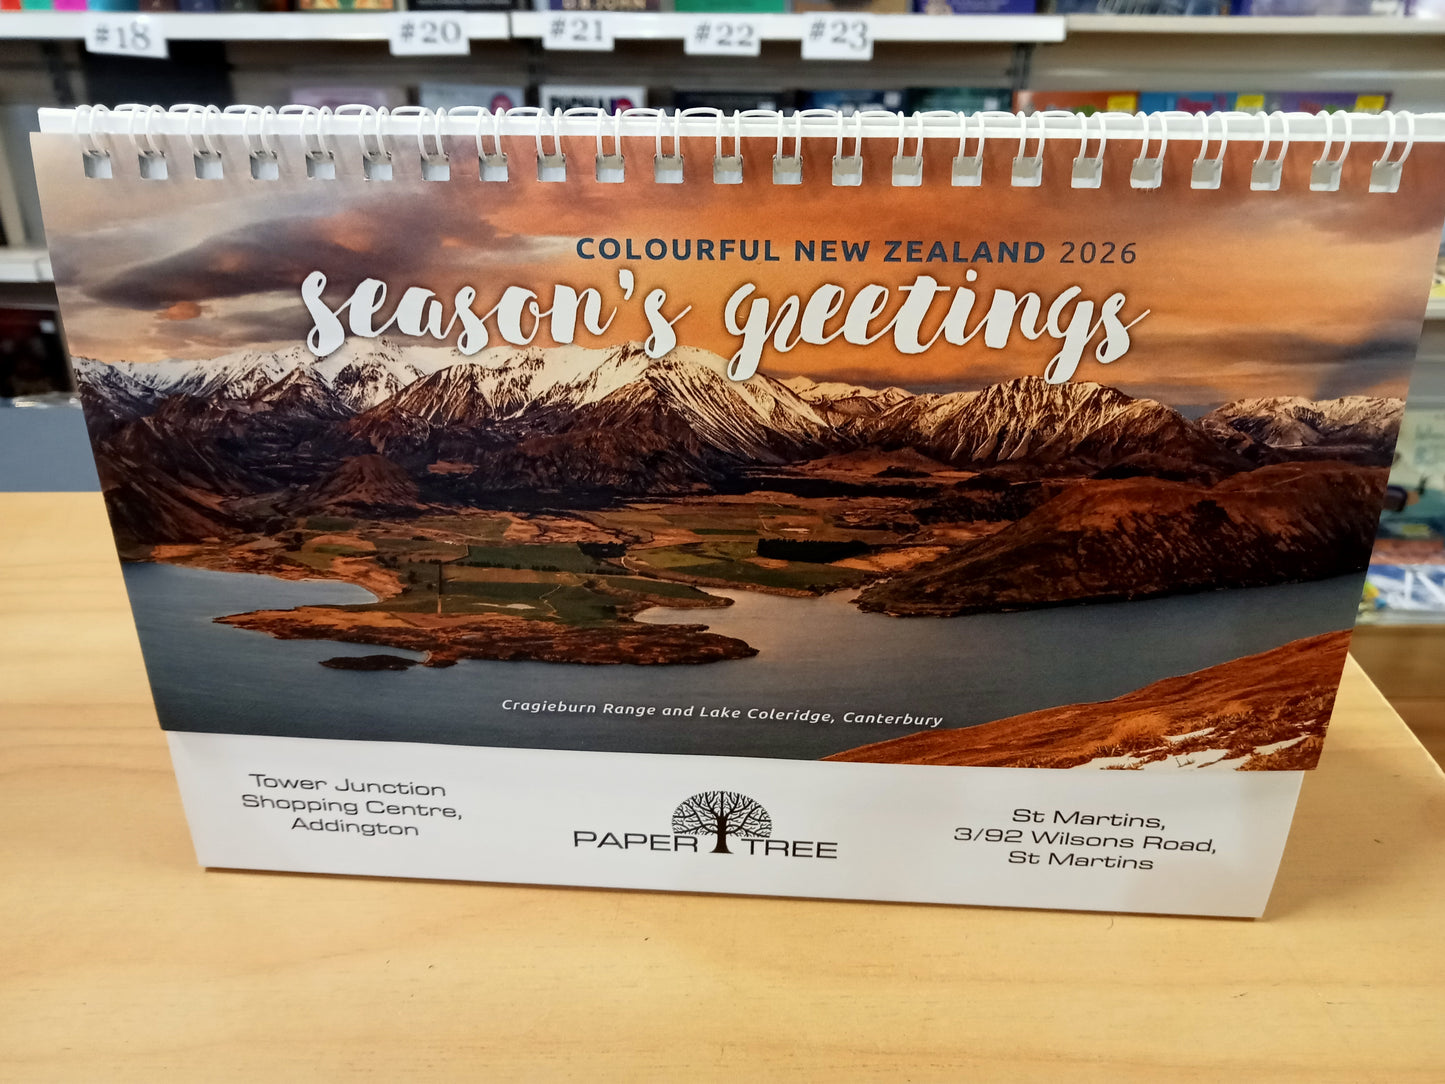 #18
#20
#21
#22
#23
COLOURFUL NEW ZEALAND 2026
season's greetings
Cragieburn Range and Lake Coleridge, Canterbury
Tower Junction
Shopping Centre,
Addington
PAPER TREE
St Martins,
3/92 Wilsons Road,
St Martins